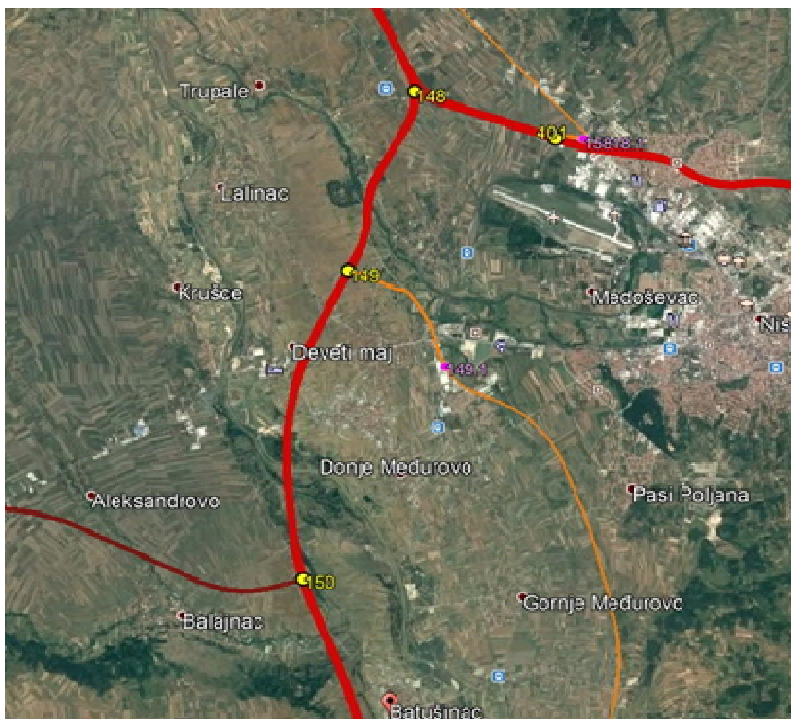 Trupale
148
401
Lalinac
149
Krušce
Medoševac
Nis
Deveti maj
149.1
Donje Međurovo
Aleksandrovo
Pasi Poljana
150
Gornje Međurovo
Balajnac
Batušinac